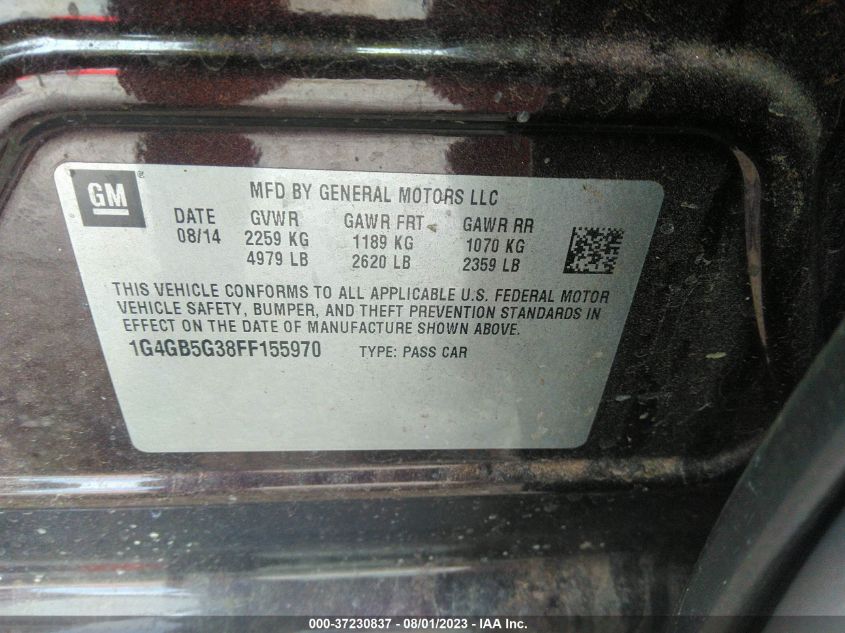 GM ®
MFD BY GENERAL MOTORS LLC
DATE GVWR GAWR FRT GAWR RR
08/14 2259 KG 1189 KG 1070 KG
4979 LB 2620 LB 2359 LB
THIS VEHICLE CONFORMS TO ALL APPLICABLE U.S. FEDERAL MOTOR
VEHICLE SAFETY, BUMPER, AND THEFT PREVENTION STANDARDS IN
EFFECT ON THE DATE OF MANUFACTURE SHOWN ABOVE.
1G4GB5G38FF155970 TYPE: PASS CAR
000-37230837 - 08/01/2023 - Copyright © 2023 IAA, Inc.